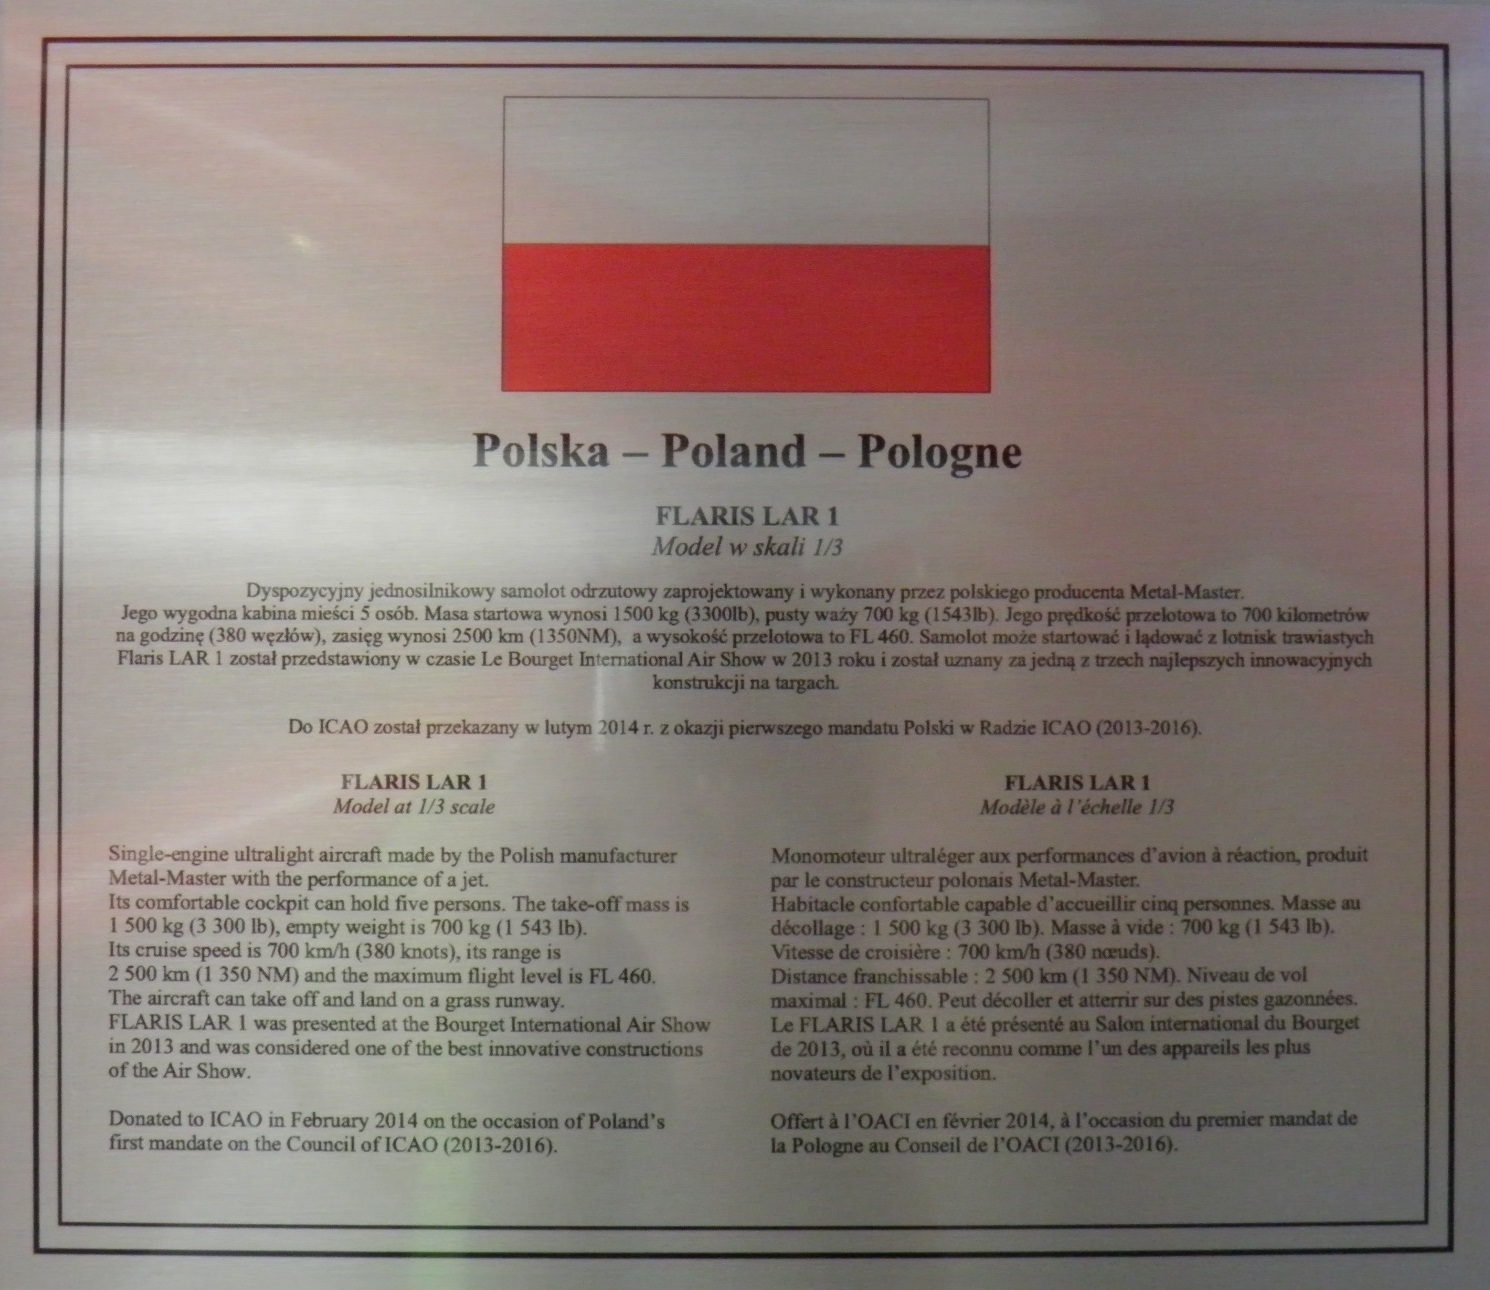 Polska – Poland – Pologne
FLARIS LAR 1
Model w skali 1/3
Dyspozycyjny jednosilnikowy samolot odrzutowy zaprojektowany i wykonany przez polskiego producenta Metal-Master.
Jego wygodna kabina mieści 5 osób. Masa startowa wynosi 1500 kg (3300lb), pusty waży 700 kg (1543lb). Jego prędkość przelotowa to 700 kilometrów
na godzinę (380 węzłów), zasięg wynosi 2500 km (1350NM), a wysokość przelotowa to FL 460. Samolot może startować i lądować z lotnisk trawiastych
Flaris LAR 1 został przedstawiony w czasie Le Bourget International Air Show w 2013 roku i został uznany za jedną z trzech najlepszych innowacyjnych
konstrukcji na targach.
Do ICAO został przekazany w lutym 2014 r. z okazji pierwszego mandatu Polski w Radzie ICAO (2013-2016).
FLARIS LAR 1
Model at 1/3 scale
Single-engine ultralight aircraft made by the Polish manufacturer
Metal-Master with the performance of a jet.
Its comfortable cockpit can hold five persons. The take-off mass is
1 500 kg (3 300 lb), empty weight is 700 kg (1 543 lb).
Its cruise speed is 700 km/h (380 knots), its range is
2 500 km (1 350 NM) and the maximum flight level is FL 460.
The aircraft can take off and land on a grass runway.
FLARIS LAR 1 was presented at the Bourget International Air Show
in 2013 and was considered one of the best innovative constructions
of the Air Show.
Donated to ICAO in February 2014 on the occasion of Poland's
first mandate on the Council of ICAO (2013-2016).
FLARIS LAR 1
Modèle à l'échelle 1/3
Monomoteur ultraléger aux performances d'avion à réaction, produit
par le constructeur polonais Metal-Master.
Habitacle confortable capable d'accueillir cinq personnes. Masse au
décollage : 1 500 kg (3 300 lb). Masse à vide : 700 kg (1 543 lb).
Vitesse de croisière : 700 km/h (380 nœuds).
Distance franchissable : 2 500 km (1 350 NM). Niveau de vol
maximal : FL 460. Peut décoller et atterrir sur des pistes gazonnées.
Le FLARIS LAR 1 a été présenté au Salon international du Bourget
de 2013, où il a été reconnu comme l'un des appareils les plus
novateurs de l'exposition.
Offert à l'OACI en février 2014, à l'occasion du premier mandat de
la Pologne au Conseil de l'OACI (2013-2016).